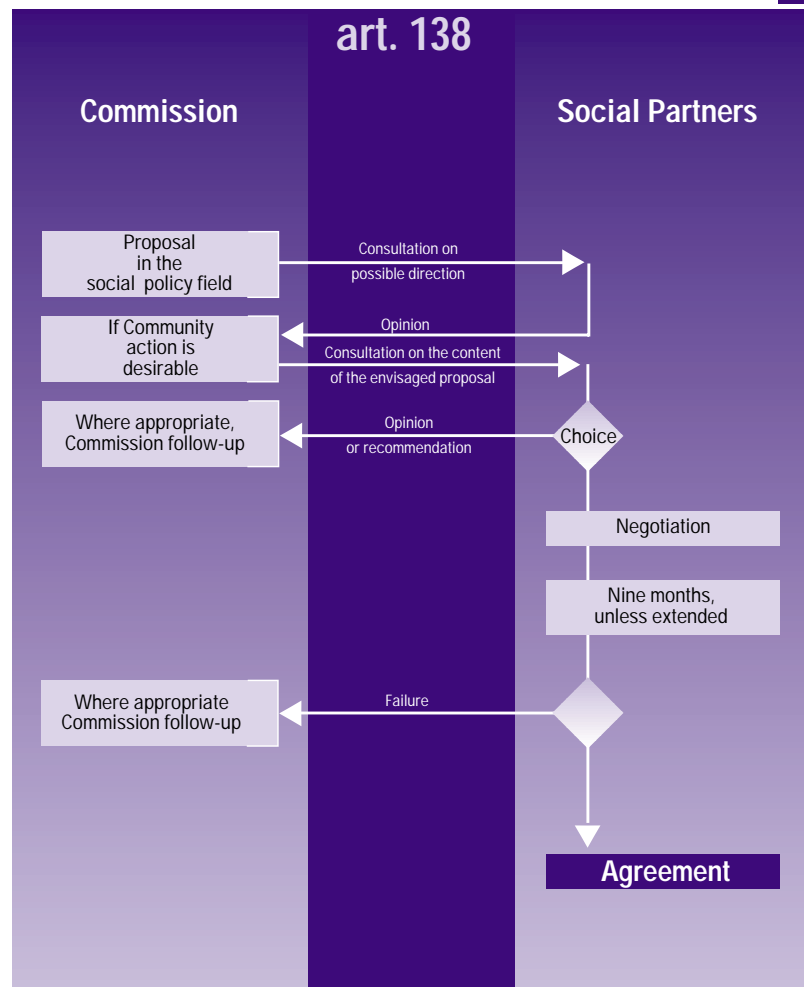 art. 138
Commission
Social Partners
Proposal
in the
social policy field
Consultation on
possible direction
If Community
action is
desirable
Opinion
Consultation on the content
of the envisaged proposal
Where appropriate,
Commission follow-up
Opinion
or recommendation
Choice
Negotiation
Nine months,
unless extended
Where appropriate
Commission follow-up
Failure
Agreement